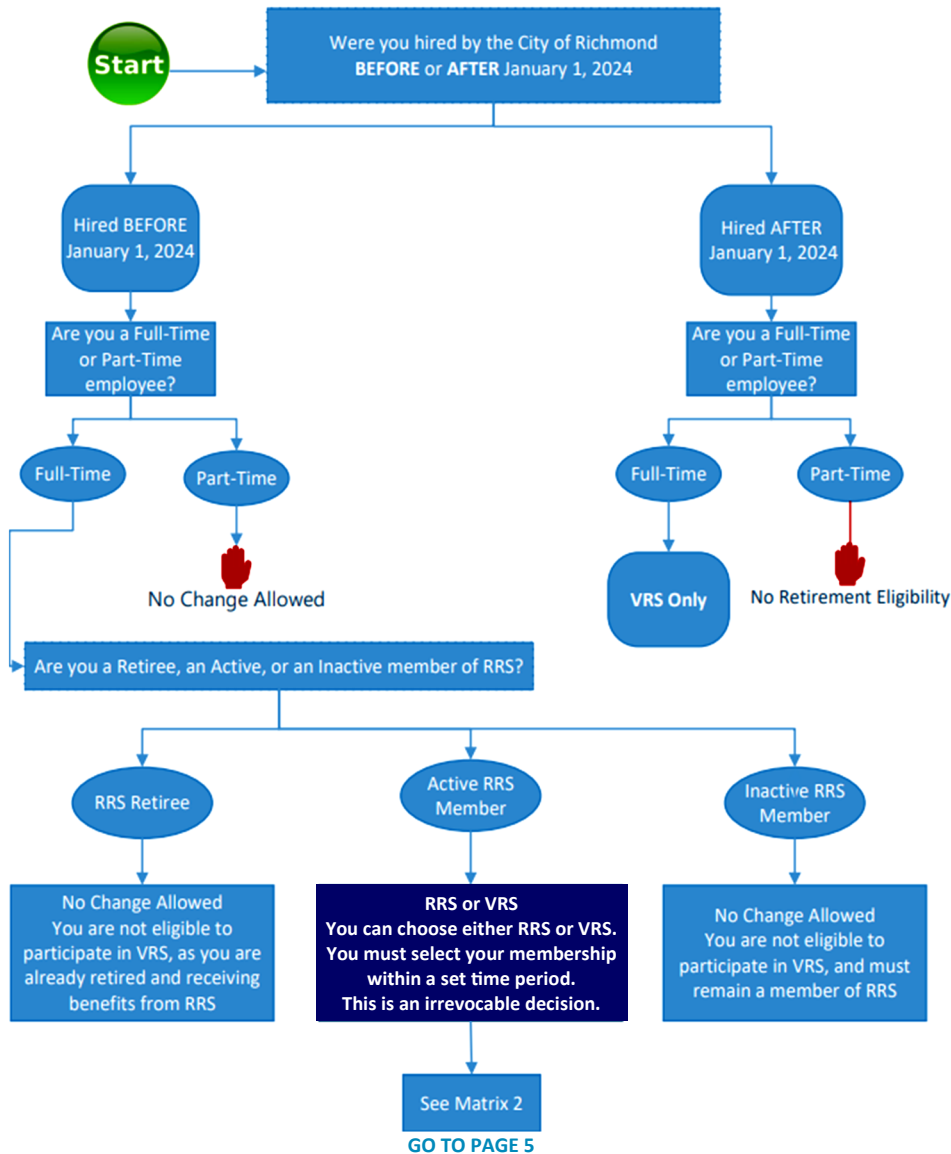 Start
Were you hired by the City of Richmond
BEFORE or AFTER January 1, 2024
Hired BEFORE
January 1, 2024
Hired AFTER
January 1, 2024
Are you a Full-Time
or Part-Time
employee?
Are you a Full-Time
or Part-Time
employee?
Full-Time
Part-Time
Full-Time
Part-Time
No Change Allowed
VRS Only
No Retirement Eligibility
Are you a Retiree, an Active, or an Inactive member of RRS?
RRS Retiree
Active RRS
Member
Inactive RRS
Member
No Change Allowed
You are not eligible to
participate in VRS, as you are
already retired and receiving
benefits from RRS
RRS or VRS
You can choose either RRS or VRS.
You must select your membership
within a set time period.
This is an irrevocable decision.
No Change Allowed
You are not eligible to
participate in VRS, and must
remain a member of RRS
See Matrix 2
GO TO PAGE 5